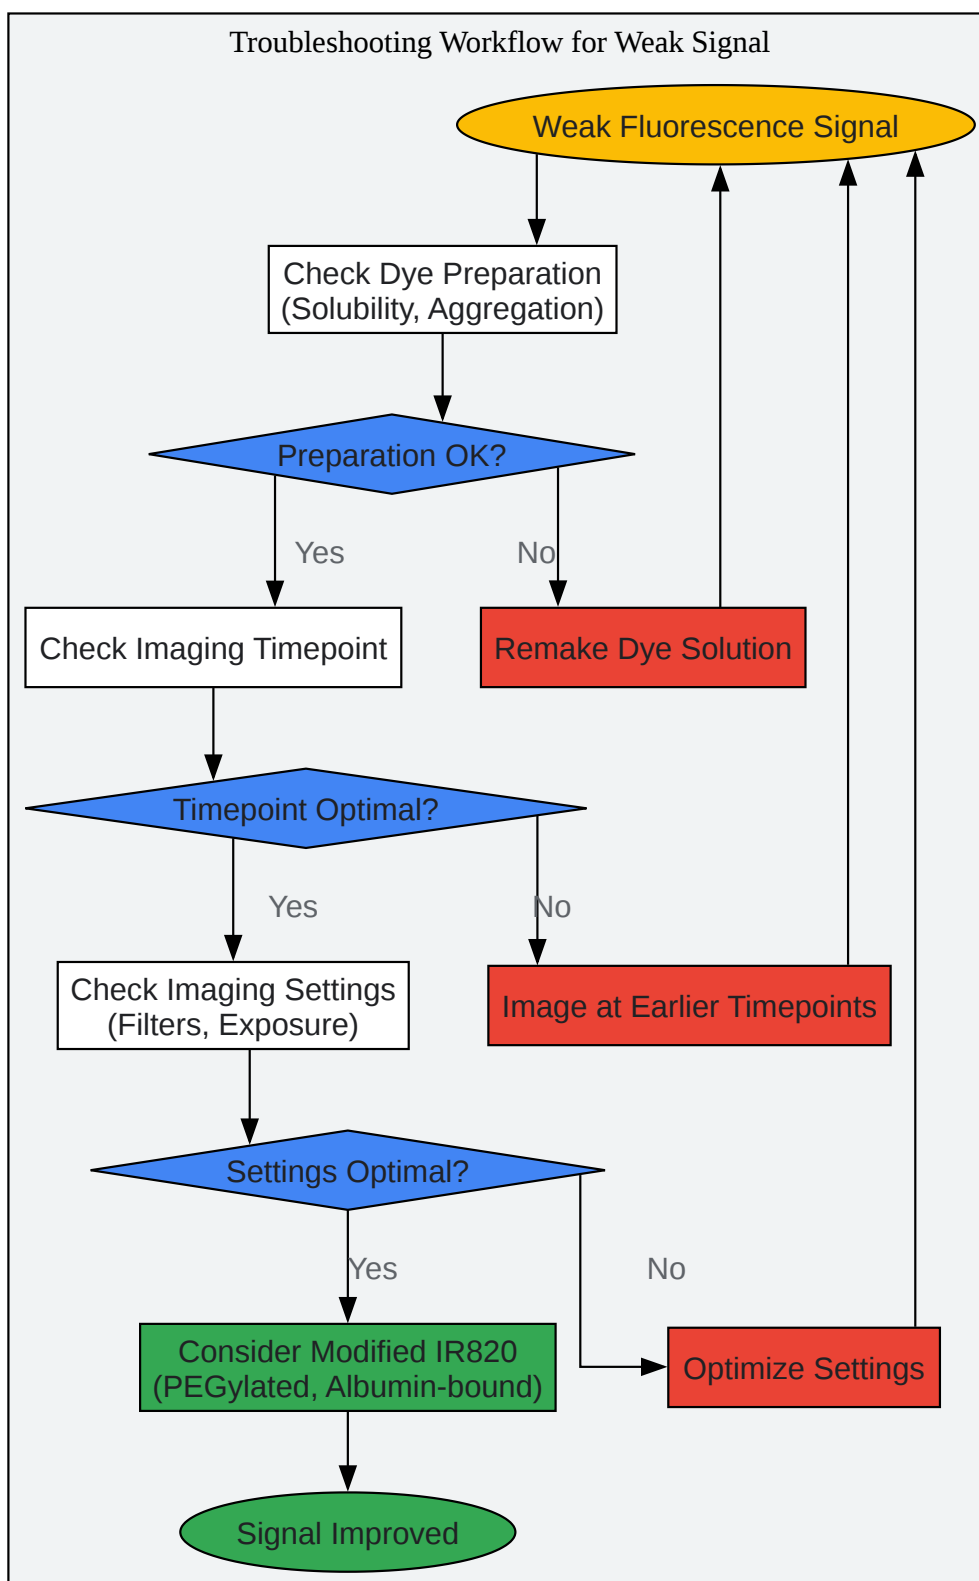 Troubleshooting Workflow for Weak Signal
Weak Fluorescence Signal
Check Dye Preparation
(Solubility, Aggregation)
Preparation OK?
Yes
No
Check Imaging Timepoint
Remake Dye Solution
Timepoint Optimal?
Yes
No
Check Imaging Settings
(Filters, Exposure)
Image at Earlier Timepoints
Settings Optimal?
Yes
No
Consider Modified IR820
(PEGylated, Albumin-bound)
Optimize Settings
Signal Improved